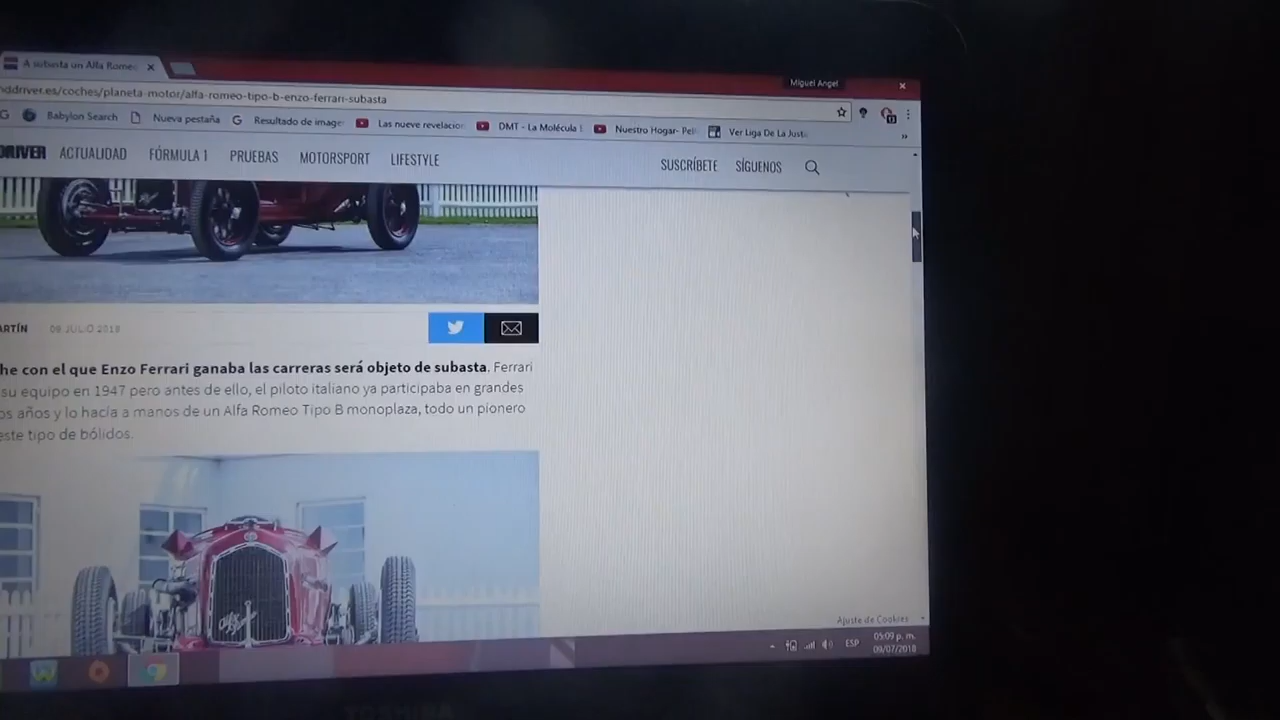 A subasta un Alfa Romeo
Miguel Angel
ddriver.es/coches/planeta-motor/alfa-romeo-tipo-b-enzo-ferrari-subasta
Babylon Search Nueva pestaña Resultado de image Las nueve revelacion DMT - La Molécula Nuestro Hogar- Ver Liga De La Just
DRIVER ACTUALIDAD FÓRMULA 1 PRUEBAS MOTORSPORT LIFESTYLE SUSCRÍBETE SÍGUENOS
ARTÍN 09 JULIO 2018
he con el que Enzo Ferrari ganaba las carreras será objeto de subasta. Ferrari
su equipo en 1947 pero antes de ello, el piloto italiano ya participaba en grandes
os años y lo hacía a manos de un Alfa Romeo Tipo B monoplaza, todo un pionero
este tipo de bólidos.
Alfa Romeo
Ajuste de Cookies
ESP 05:09 p. m.
09/07/2018
TOSHIBA